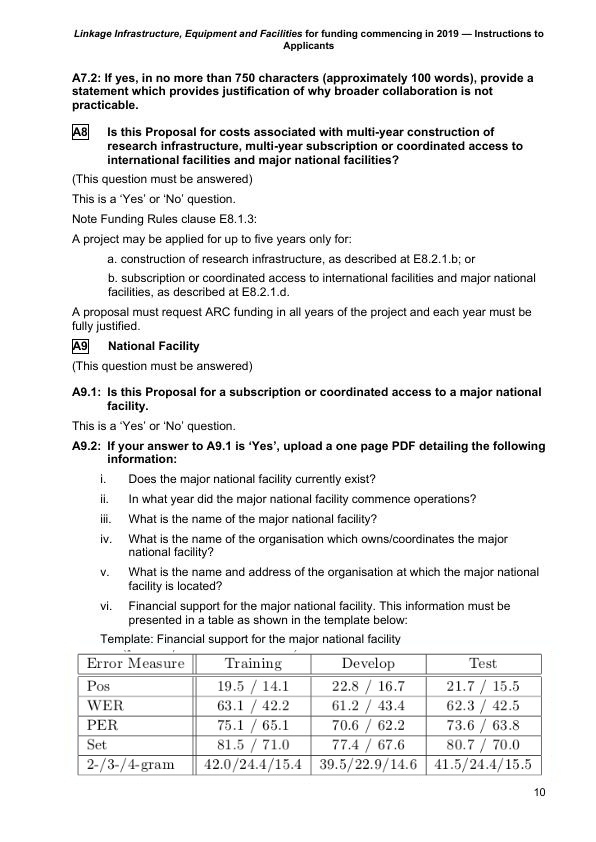 Linkage Infrastructure, Equipment and Facilities for funding commencing in 2019 — Instructions to
Applicants
A7.2: If yes, in no more than 750 characters (approximately 100 words), provide a
statement which provides justification of why broader collaboration is not
practicable.
A8 Is this Proposal for costs associated with multi-year construction of
research infrastructure, multi-year subscription or coordinated access to
international facilities and major national facilities?
(This question must be answered)
This is a ‘Yes’ or ‘No’ question.
Note Funding Rules clause E8.1.3:
A project may be applied for up to five years only for:
a. construction of research infrastructure, as described at E8.2.1.b; or
b. subscription or coordinated access to international facilities and major national
facilities, as described at E8.2.1.d.
A proposal must request ARC funding in all years of the project and each year must be
fully justified.
A9 National Facility
(This question must be answered)
A9.1: Is this Proposal for a subscription or coordinated access to a major national
facility.
This is a ‘Yes’ or ‘No’ question.
A9.2: If your answer to A9.1 is ‘Yes’, upload a one page PDF detailing the following
information:
i. Does the major national facility currently exist?
ii. In what year did the major national facility commence operations?
iii. What is the name of the major national facility?
iv. What is the name of the organisation which owns/coordinates the major
national facility?
v. What is the name and address of the organisation at which the major national
facility is located?
vi. Financial support for the major national facility. This information must be
presented in a table as shown in the template below:
Template: Financial support for the major national facility
Error Measure Training Develop Test
Pos 19.5 / 14.1 22.8 / 16.7 21.7 / 15.5
WER 63.1 / 42.2 61.2 / 43.4 62.3 / 42.5
PER 75.1 / 65.1 70.6 / 62.2 73.6 / 63.8
Set 81.5 / 71.0 77.4 / 67.6 80.7 / 70.0
2-/3-/4-gram 42.0/24.4/15.4 39.5/22.9/14.6 41.5/24.4/15.5
10